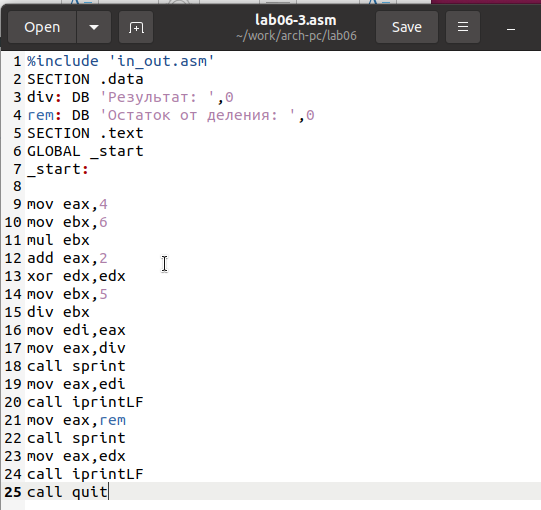 Open
lab06-3.asm
~/work/arch-pc/lab06
Save
1 %include 'in_out.asm'
2 SECTION .data
3 div: DB 'Результат: ',0
4 rem: DB 'Остаток от деления: ',0
5 SECTION .text
6 GLOBAL _start
7 _start:
8
9 mov eax,4
10 mov ebx,6
11 mul ebx
12 add eax,2
13 xor edx,edx
14 mov ebx,5
15 div ebx
16 mov edi,eax
17 mov eax,div
18 call sprint
19 mov eax,edi
20 call iprintLF
21 mov eax,rem
22 call sprint
23 mov eax,edx
24 call iprintLF
25 call quit